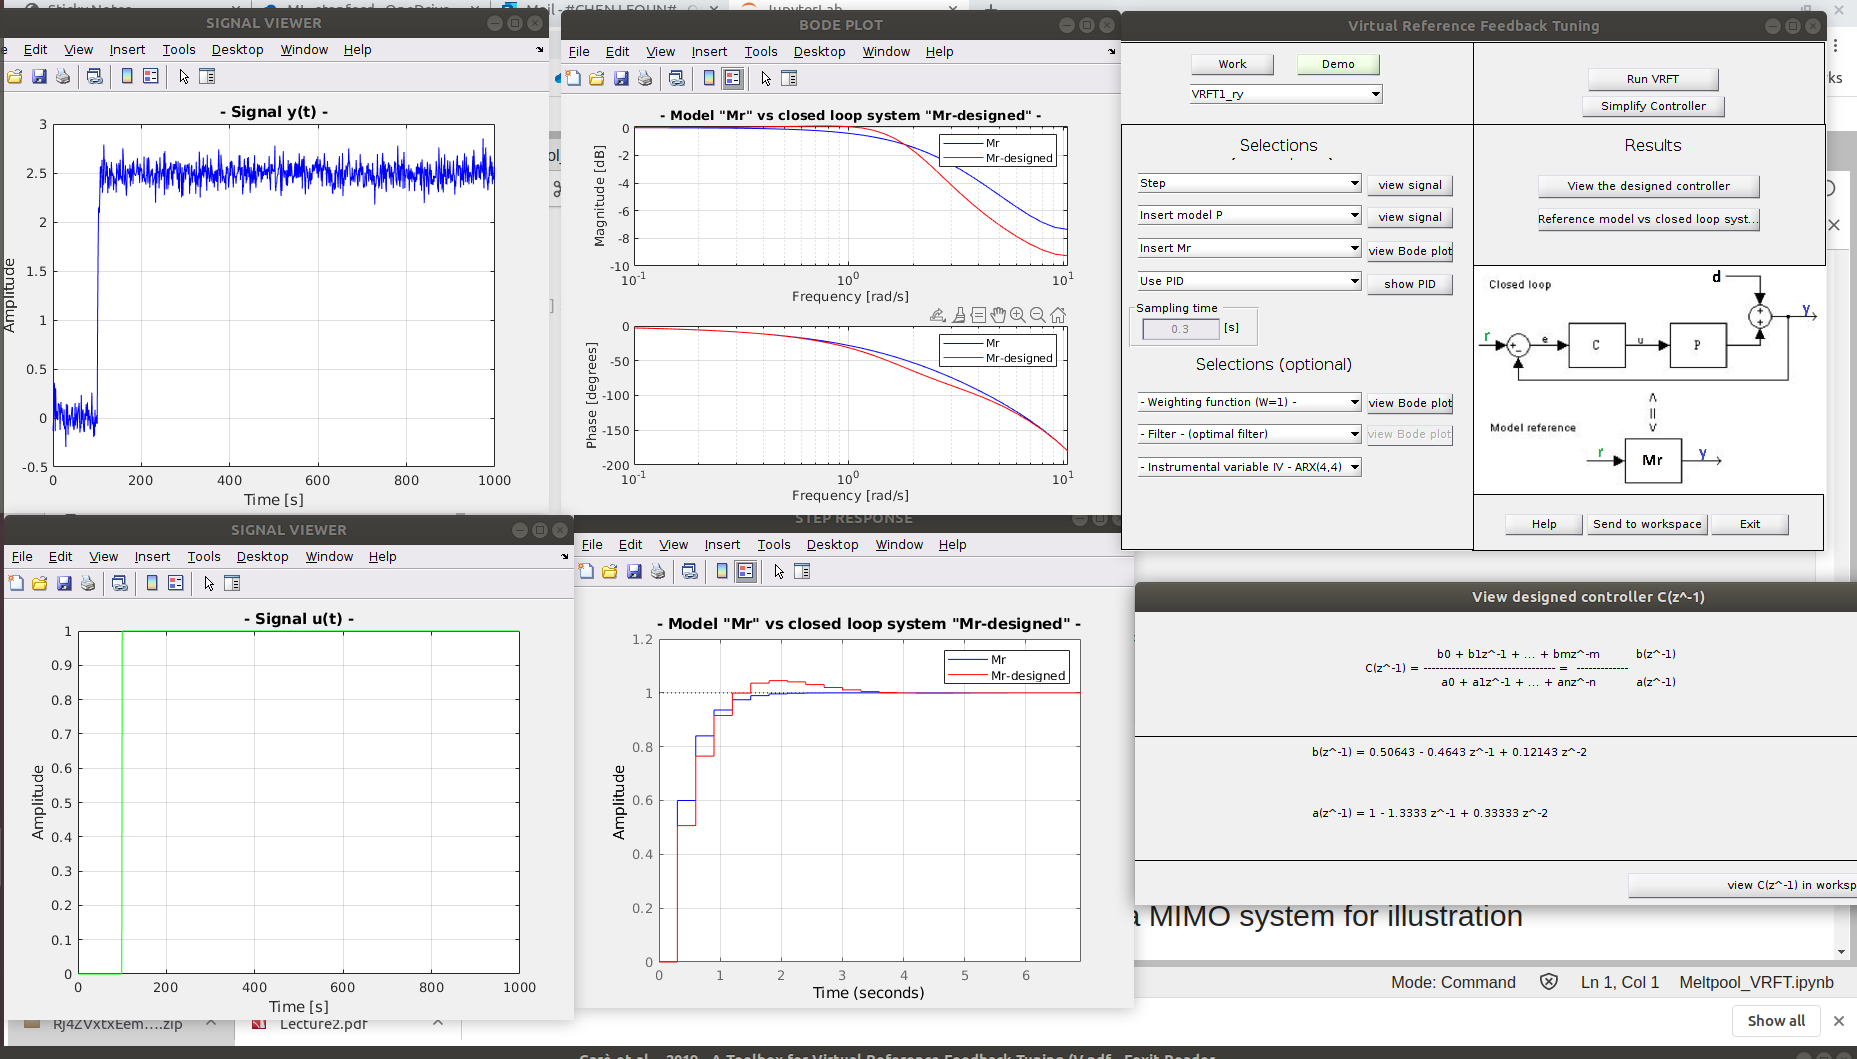 SIGNAL VIEWER
Edit View Insert Tools Desktop Window Help
- Signal y(t) -
3
2.5
2
1.5
1
0.5
0
-0.5
Amplitude
0 200 400 600 800 1000
Time [s]
BODE PLOT
File Edit View Insert Tools Desktop Window Help
- Model "Mr" vs closed loop system "Mr-designed" -
Mr
Mr-designed
0
-2
-4
-6
-8
-10
Magnitude [dB]
10^-1 10^0 10^1
Frequency [rad/s]
Mr
Mr-designed
0
-50
-100
-150
-200
Phase [degrees]
10^-1 10^0 10^1
Frequency [rad/s]
Virtual Reference Feedback Tuning
Work Demo
VRFT1_ry
Run VRFT
Simplify Controller
Selections
Step view signal
Insert model P view signal
Insert Mr view Bode plot
Use PID show PID
Sampling time
0.3 [s]
Selections (optional)
- Weighting function (W=1) - view Bode plot
- Filter - (optimal filter) view Bode plot
- Instrumental variable IV - ARX(4,4)
Results
View the designed controller
Reference model vs closed loop syst...
Closed loop
d
r e C u P y
Model reference
r Mr y
Help Send to workspace Exit
SIGNAL VIEWER
File Edit View Insert Tools Desktop Window Help
- Signal u(t) -
1
0.9
0.8
0.7
0.6
0.5
0.4
0.3
0.2
0.1
0
Amplitude
0 200 400 600 800 1000
Time [s]
STEP RESPONSE
File Edit View Insert Tools Desktop Window Help
- Model "Mr" vs closed loop system "Mr-designed" -
Mr
Mr-designed
1.2
1
0.8
0.6
0.4
0.2
0
Amplitude
0 1 2 3 4 5 6
Time (seconds)
View designed controller C(z^-1)
b0 + b1z^-1 + ... + bmz^-m b(z^-1)
C(z^-1) = --------------------------------- = -------------
a0 + a1z^-1 + ... + anz^-n a(z^-1)
b(z^-1) = 0.50643 - 0.4643 z^-1 + 0.12143 z^-2
a(z^-1) = 1 - 1.3333 z^-1 + 0.33333 z^-2
view C(z^-1) in worksp
a MIMO system for illustration
Mode: Command Ln 1, Col 1 Meltpool_VRFT.ipynb
Rj4ZVxtxEem....zip Lecture2.pdf
Show all